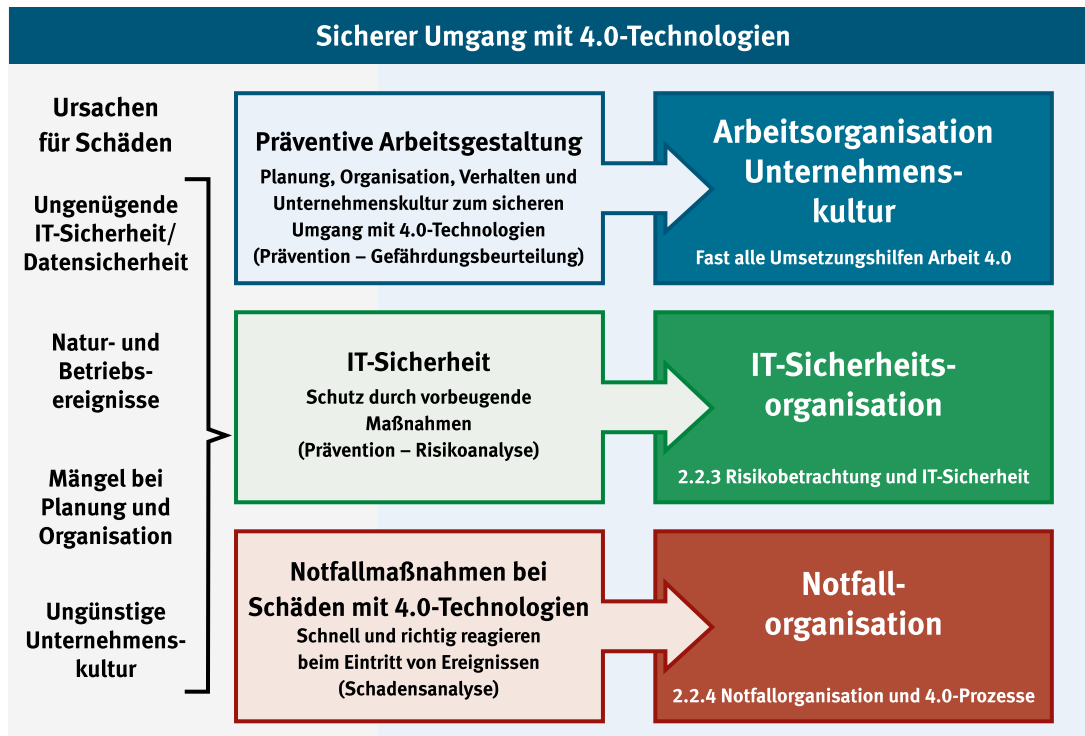 Sicherer Umgang mit 4.0-Technologien
Ursachen
für Schäden
Ungenügende
IT-Sicherheit/
Datensicherheit
Natur- und
Betriebs-
ereignisse
Mängel bei
Planung und
Organisation
Ungünstige
Unternehmens-
kultur
Präventive Arbeitsgestaltung
Planung, Organisation, Verhalten und
Unternehmenskultur zum sicheren
Umgang mit 4.0-Technologien
(Prävention – Gefährdungsbeurteilung)
Arbeitsorganisation
Unternehmens-
kultur
Fast alle Umsetzungshilfen Arbeit 4.0
IT-Sicherheit
Schutz durch vorbeugende
Maßnahmen
(Prävention – Risikoanalyse)
IT-Sicherheits-
organisation
2.2.3 Risikobetrachtung und IT-Sicherheit
Notfallmaßnahmen bei
Schäden mit 4.0-Technologien
Schnell und richtig reagieren
beim Eintritt von Ereignissen
(Schadensanalyse)
Notfall-
organisation
2.2.4 Notfallorganisation und 4.0-Prozesse